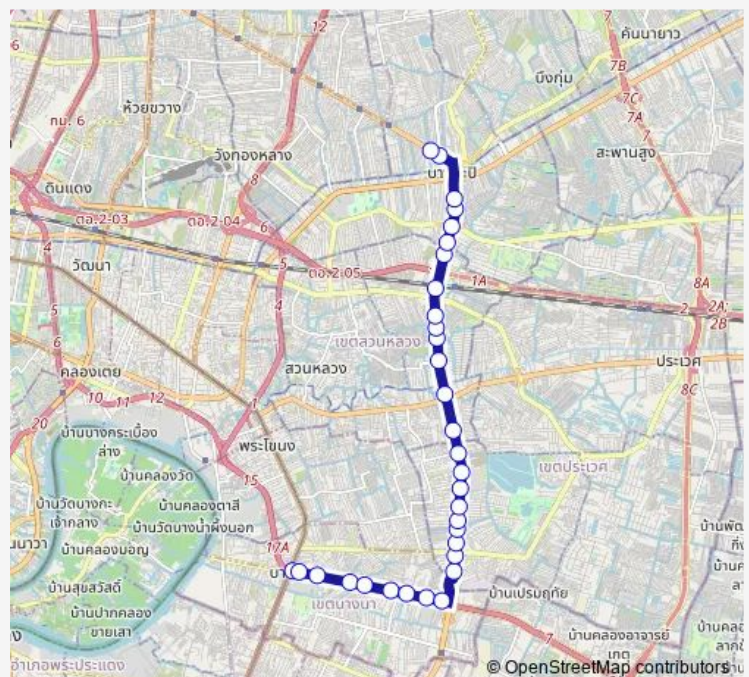 12
7
คันนายาว
6
7B
บึงกุ่ม
7C
ห้วยขวาง
7A
กม. 6
7
วังทองหลาง
สะพานสูง
8
ดินแดง
ตอ.2-03
ตอ.2-04
6
4
วัฒนา
5
ตอ.2-05
1A
8A
4
2
2A;
2B
5
เขตสวนหลวง
6
คลองเตย
สวนหลวง
ประเวศ
8C
10
11
12
1
20
บ้านบางกระเบื้อง
ล่าง
พระโขนง
บ้านคลองวัด
15
เขตประเวศ
บ้านวัดบางกะ
เจ้ากลาง
บ้านคลองตาสี
บ้านวัดบางน้ำผึ้งนอก
17A
บ้านคลองมอญ
บ้านสุขสวัสดิ์
เขตบางนา
บ้านเปรมฤทัย
บ้านปากคลอง
ขายเสา
7
บ้านคลองอาจารย์
เกต
อำเภอพระประแดง
© OpenStreetMap contributors